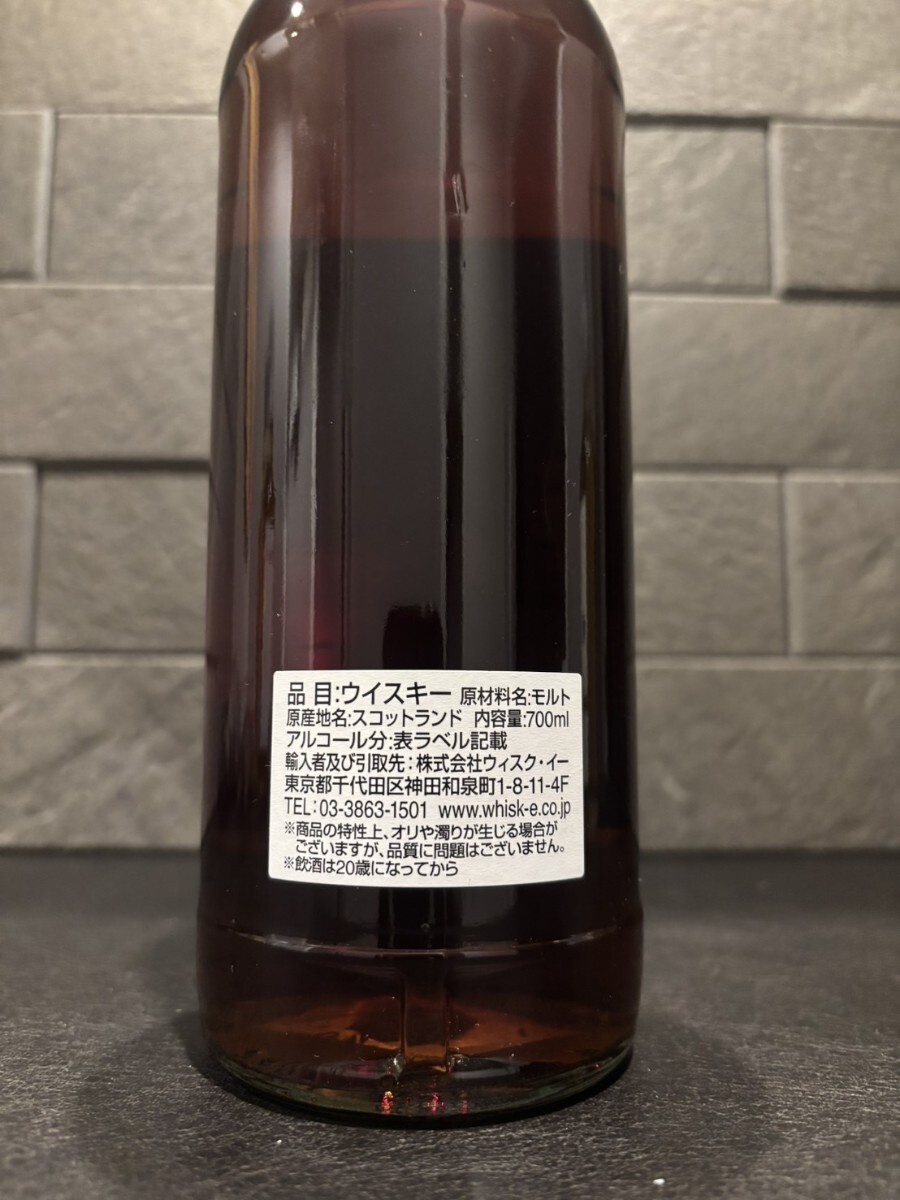 品 目:ウイスキー 原材料名:モルト
原産地名:スコットランド 内容量:700ml
アルコール分:表ラベル記載
輸入者及び引取先:株式会社ウィスク・イー
東京都千代田区神田和泉町1-8-11-4F
TEL:03-3863-1501 www.whisk-e.co.jp
※商品の特性上、オリや濁りが生じる場合が
ございますが、品質に問題はございません。
※飲酒は20歳になってから